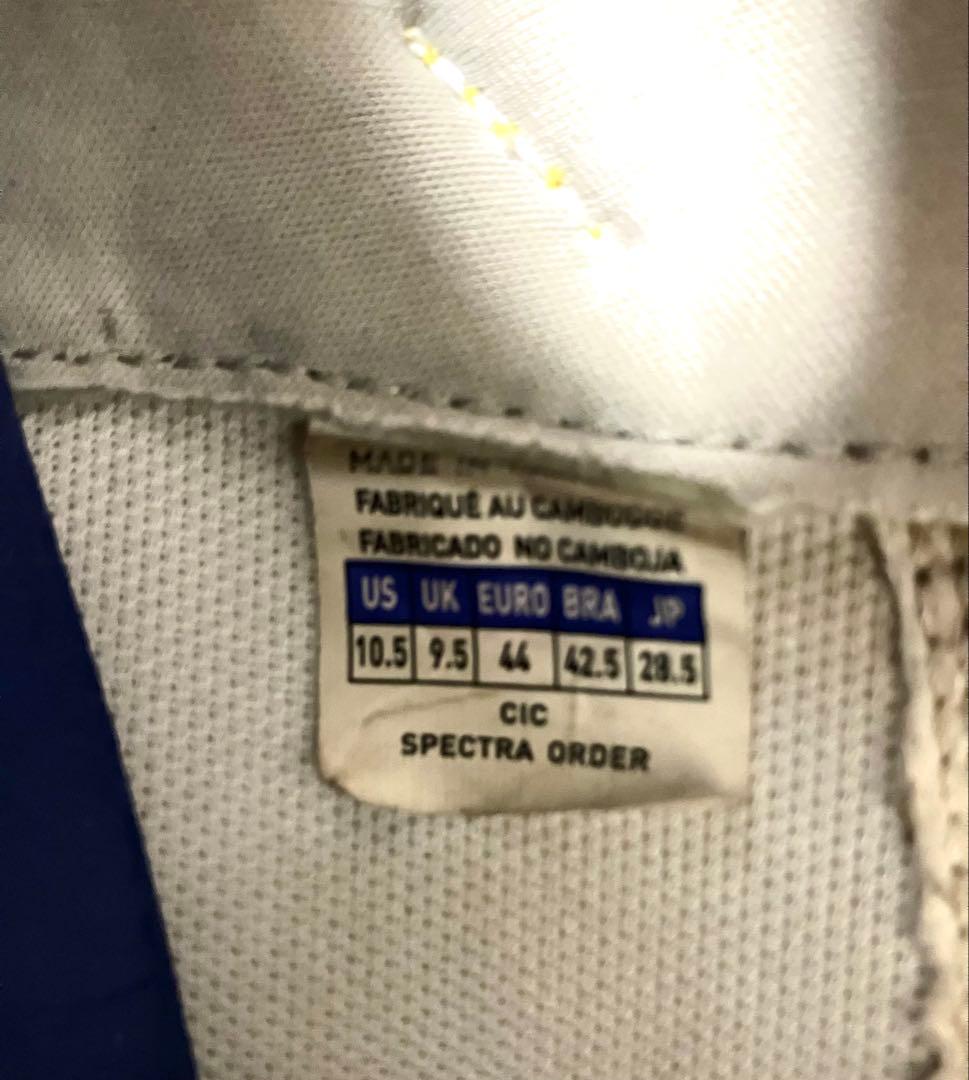 MADE IN
FABRIQUÉ AU CAMBODGE
FABRICADO NO CAMBOJA
US UK EURO BRA JP
10.5 9.5 44 42.5 28.5
CIC
SPECTRA ORDER